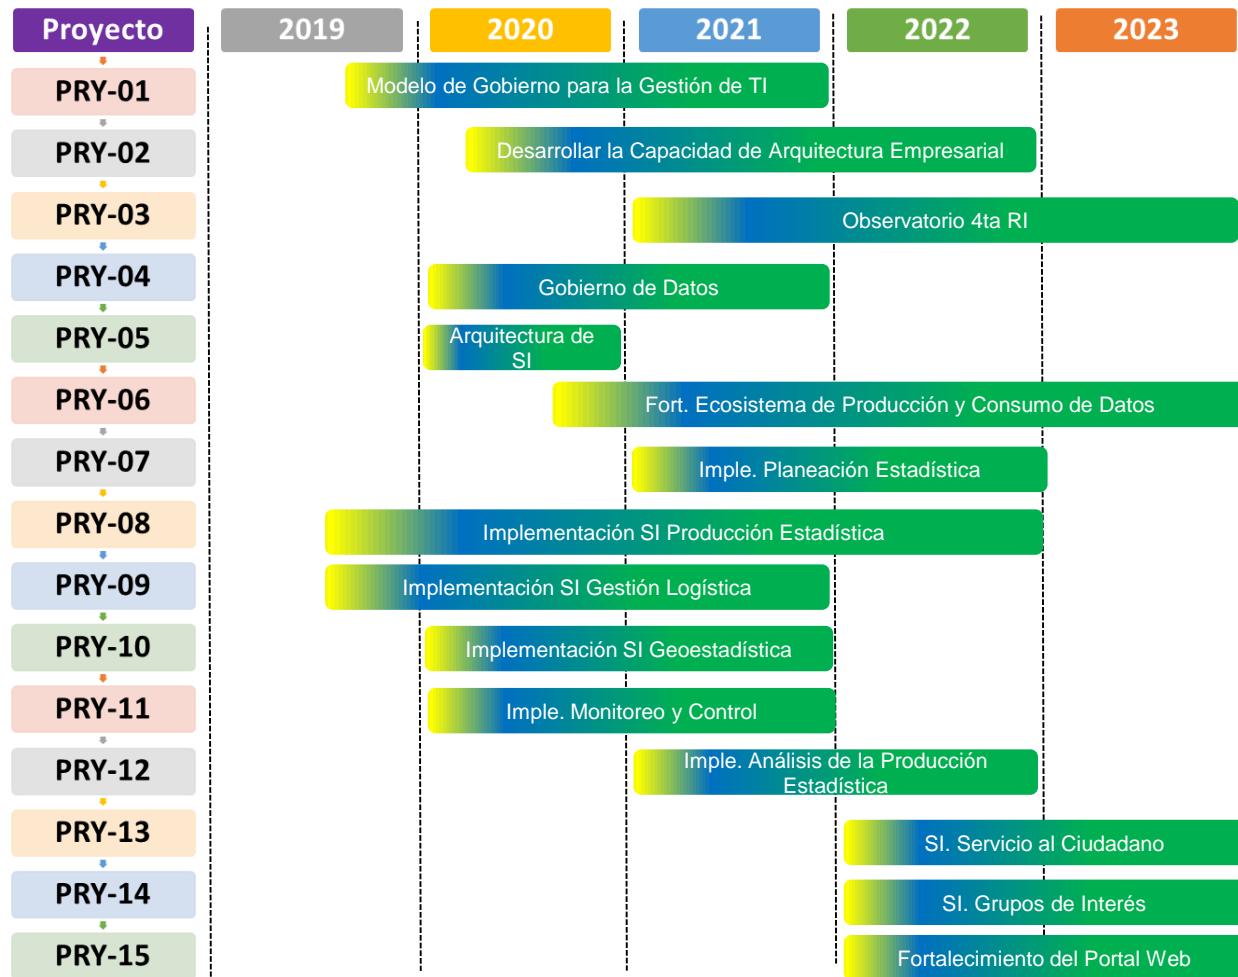 Proyecto 2019 2020 2021 2022 2023
PRY-01 Modelo de Gobierno para la Gestión de TI
PRY-02 Desarrollar la Capacidad de Arquitectura Empresarial
PRY-03 Observatorio 4ta RI
PRY-04 Gobierno de Datos
PRY-05 Arquitectura de
SI
PRY-06 Fort. Ecosistema de Producción y Consumo de Datos
PRY-07 Imple. Planeación Estadística
PRY-08 Implementación SI Producción Estadística
PRY-09 Implementación SI Gestión Logística
PRY-10 Implementación SI Geoestadística
PRY-11 Imple. Monitoreo y Control
PRY-12 Imple. Análisis de la Producción
Estadística
PRY-13 SI. Servicio al Ciudadano
PRY-14 SI. Grupos de Interés
PRY-15 Fortalecimiento del Portal Web